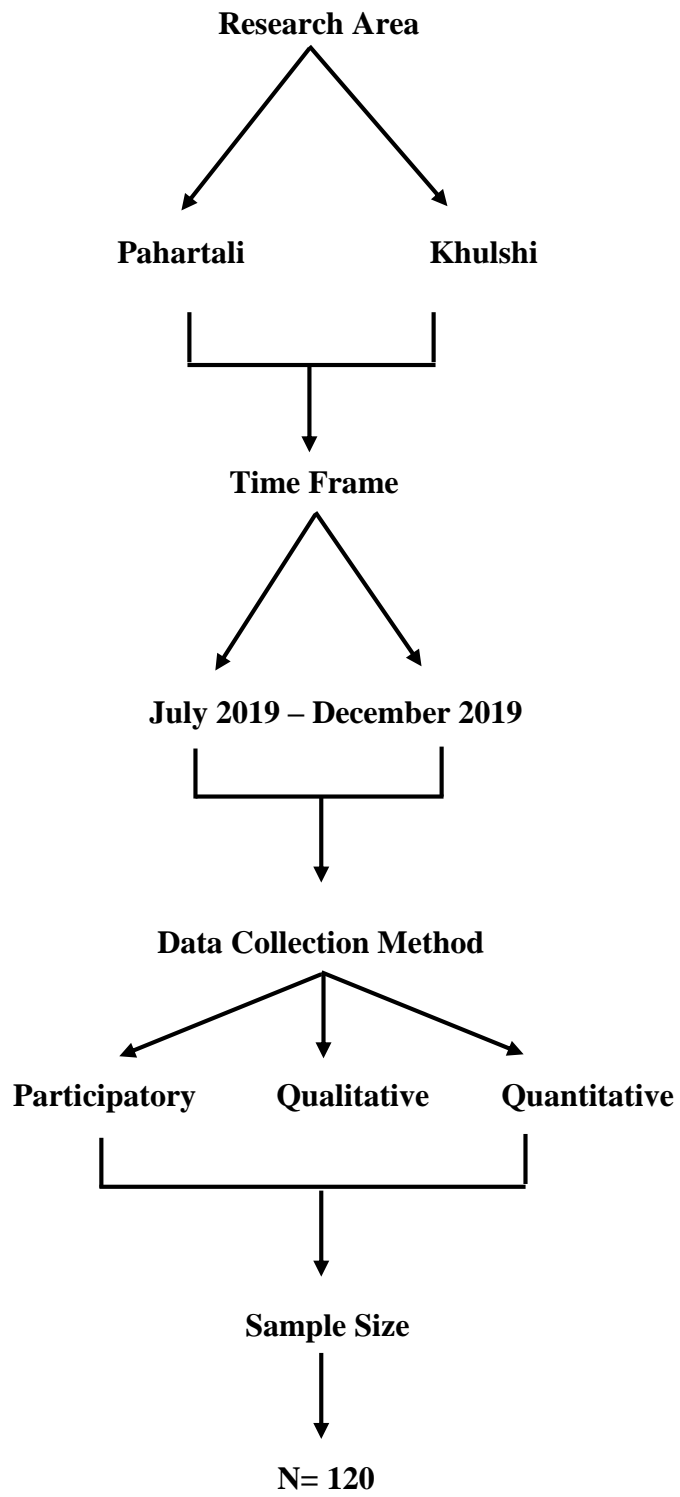 Research Area
Pahartali Khulshi
Time Frame
July 2019 – December 2019
Data Collection Method
Participatory Qualitative Quantitative
Sample Size
N= 120